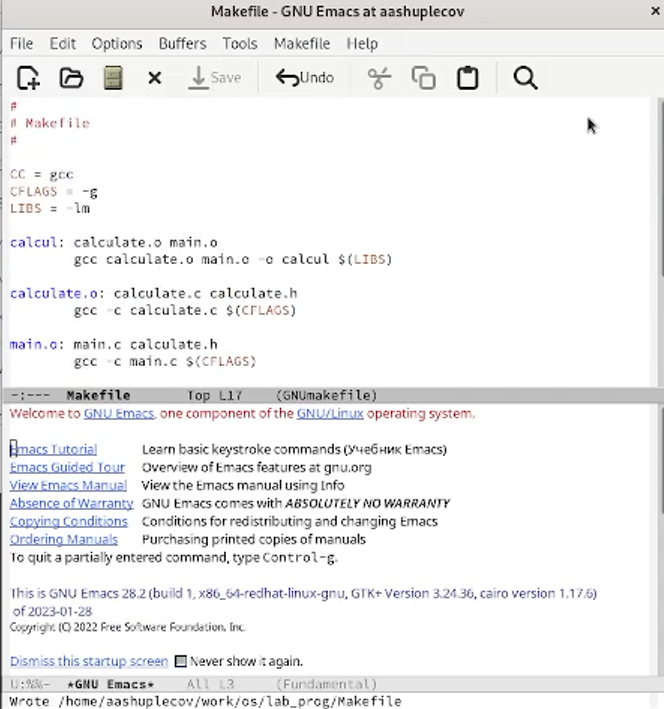 Makefile - GNU Emacs at aashuplecov
File Edit Options Buffers Tools Makefile Help
Save Undo
#
# Makefile
#
CC = gcc
CFLAGS = -g
LIBS = -lm
calcul: calculate.o main.o
gcc calculate.o main.o -o calcul $(LIBS)
calculate.o: calculate.c calculate.h
gcc -c calculate.c $(CFLAGS)
main.o: main.c calculate.h
gcc -c main.c $(CFLAGS)
-:--- Makefile Top L17 (GNUmakefile)
Welcome to GNU Emacs, one component of the GNU/Linux operating system.
Emacs Tutorial Learn basic keystroke commands (Учебник Emacs)
Emacs Guided Tour Overview of Emacs features at gnu.org
View Emacs Manual View the Emacs manual using Info
Absence of Warranty GNU Emacs comes with ABSOLUTELY NO WARRANTY
Copying Conditions Conditions for redistributing and changing Emacs
Ordering Manuals Purchasing printed copies of manuals
To quit a partially entered command, type Control-g.
This is GNU Emacs 28.2 (build 1, x86_64-redhat-linux-gnu, GTK+ Version 3.24.36, cairo version 1.17.6)
of 2023-01-28
Copyright (C) 2022 Free Software Foundation, Inc.
Dismiss this startup screen Never show it again.
U:%%- *GNU Emacs* All L3 (Fundamental)
Wrote /home/aashuplecov/work/os/lab_prog/Makefile